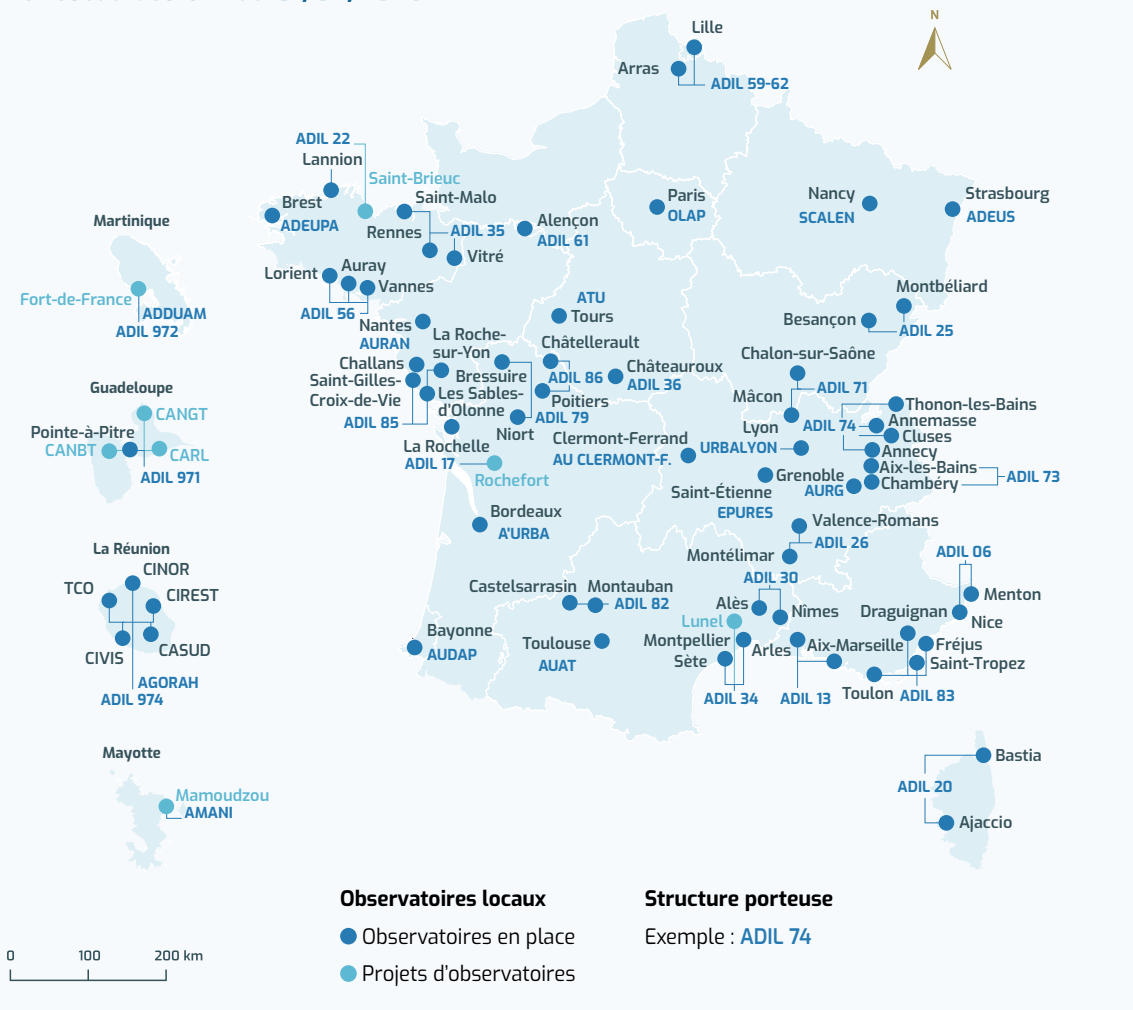 N
Lille
Arras
ADIL 59-62
ADIL 22
Lannion
Saint-Brieuc
Brest
ADEUPA
Saint-Malo
Rennes
ADIL 35
Vitré
Alençon
ADIL 61
Paris
OLAP
Nancy
SCALEN
Strasbourg
ADEUS
Martinique
Fort-de-France
ADDUAM
ADIL 972
Lorient
Auray
Vannes
ADIL 56
Montbéliard
Besançon
ADIL 25
ATU
Tours
Nantes
AURAN
La Roche-
sur-Yon
Châtellerault
Challans
Saint-Gilles-
Croix-de-Vie
Bressuire
ADIL 86
Châteauroux
ADIL 36
Chalon-sur-Saône
ADIL 71
Mâcon
Les Sables-
d'Olonne
Poitiers
ADIL 79
ADIL 85
Niort
Guadeloupe
CANGT
Pointe-à-Pitre
CANBT
CARL
ADIL 971
Thonon-les-Bains
Annemasse
ADIL 74
Cluses
Annecy
Lyon
URBALYON
La Rochelle
ADIL 17
Rochefort
Clermont-Ferrand
AU CLERMONT-F.
Aix-les-Bains
Chambéry
ADIL 73
Grenoble
AURG
Saint-Étienne
EPURES
Bordeaux
A'URBA
Valence-Romans
ADIL 26
Montélimar
La Réunion
CINOR
TCO
CIREST
CIVIS
CASUD
AGORAH
ADIL 974
Castelsarrasin
Montauban
ADIL 82
ADIL 30
Alès
Nîmes
ADIL 06
Menton
Nice
Lunel
Draguignan
Bayonne
AUDAP
Toulouse
AUAT
Montpellier
Sète
Arles
Aix-Marseille
Fréjus
Saint-Tropez
ADIL 34
ADIL 13
Toulon
ADIL 83
Mayotte
Mamoudzou
AMANI
Bastia
ADIL 20
Ajaccio
Observatoires locaux
Observatoires en place
Projets d'observatoires
Structure porteuse
Exemple : ADIL 74
0 100 200 km